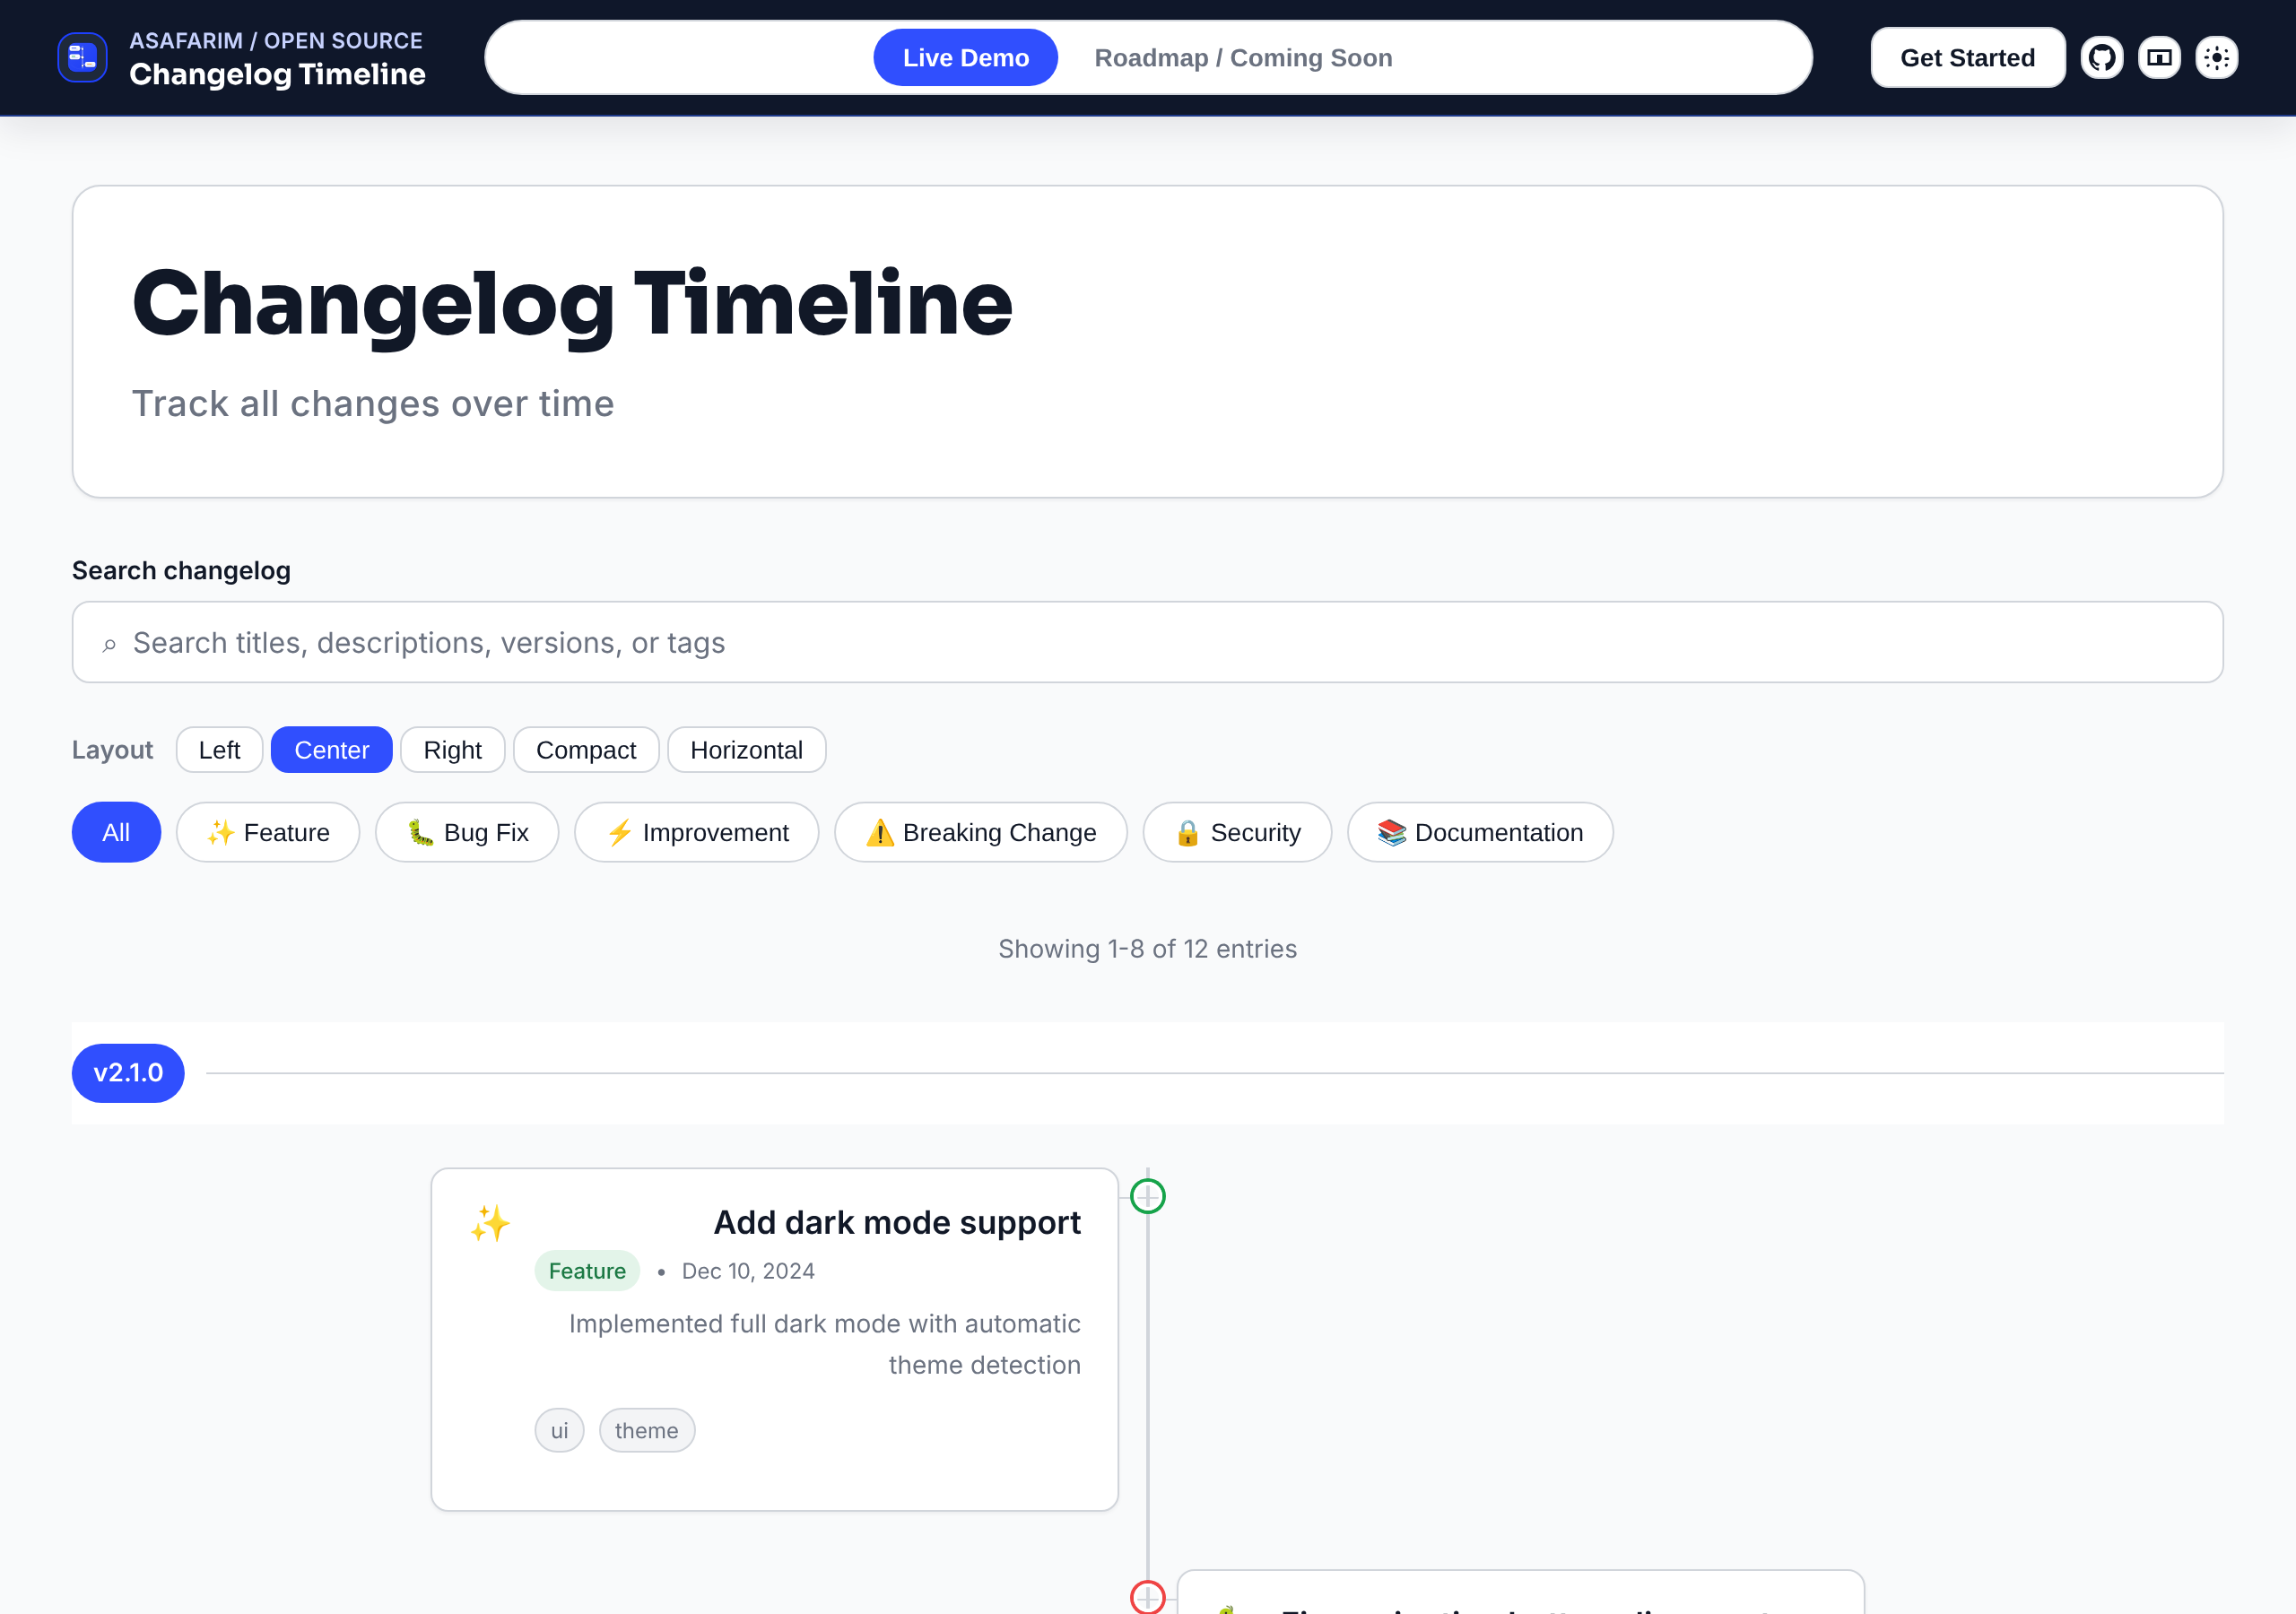 ASAFARIM / OPEN SOURCE
Changelog Timeline
Live Demo
Roadmap / Coming Soon
Get Started
Changelog Timeline
Track all changes over time
Search changelog
Search titles, descriptions, versions, or tags
Layout Left Center Right Compact Horizontal
All ✨ Feature 🐛 Bug Fix ⚡ Improvement ⚠️ Breaking Change 🔒 Security 📚 Documentation
Showing 1-8 of 12 entries
v2.1.0
Add dark mode support
Feature • Dec 10, 2024
Implemented full dark mode with automatic
theme detection
ui theme